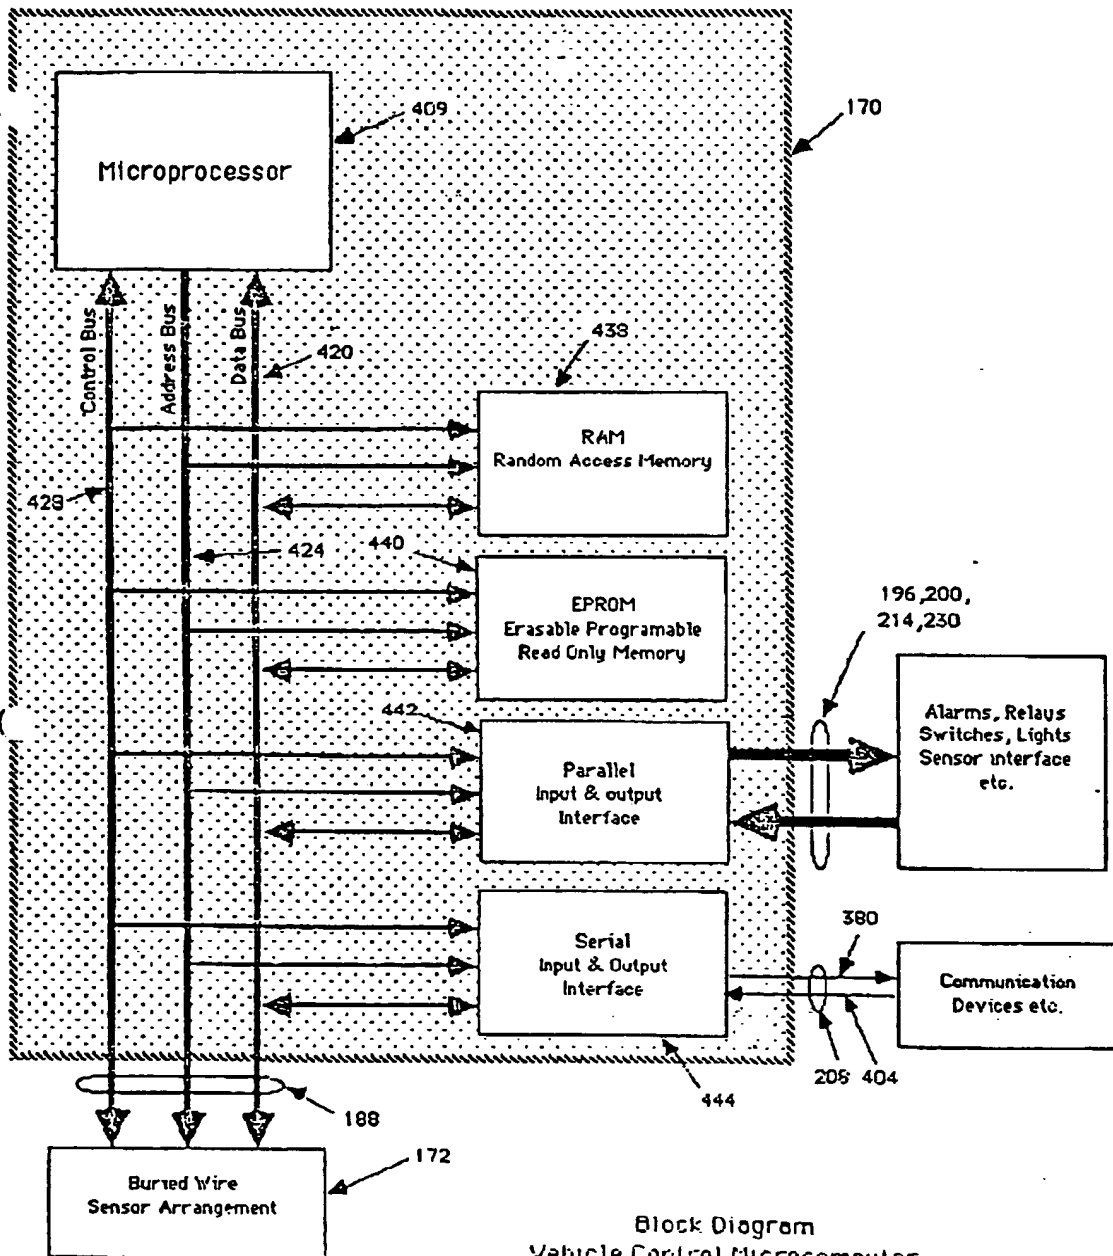 409
170
Microprocessor
Control Bus
Address Bus
Data Bus
420
438
RAM
Random Access Memory
428
424
440
EPROM
Erasable Programable
Read Only Memory
196,200,
214,230
442
Parallel
Input & output
Interface
Alarms, Relays
Switches, Lights
Sensor interface
etc.
380
Serial
Input & Output
Interface
Communication
Devices etc.
208 404
444
188
172
Buried Wire
Sensor Arrangement
Block Diagram
Vehicle Control Microcomputer